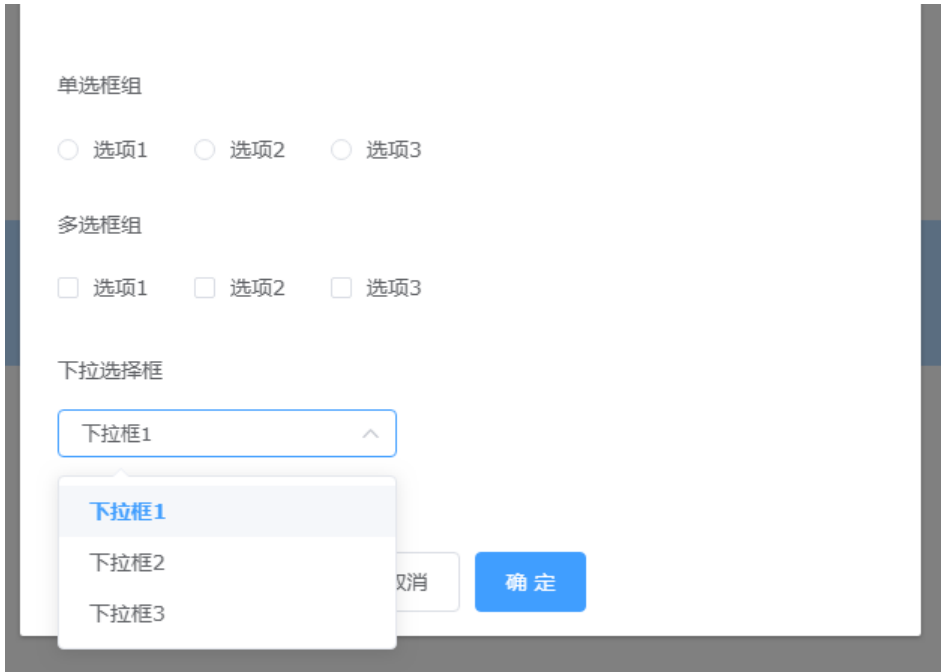 单选框组
选项1 选项2 选项3
多选框组
选项1 选项2 选项3
下拉选择框
下拉框1
下拉框1
下拉框2
取消 确 定
下拉框3